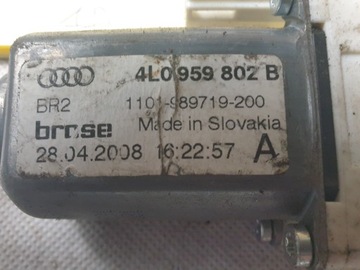 4L0 959 802 B
BR2 1101-989719-200
brose Made in Slovakia
28.04.2008 16:22:57 A